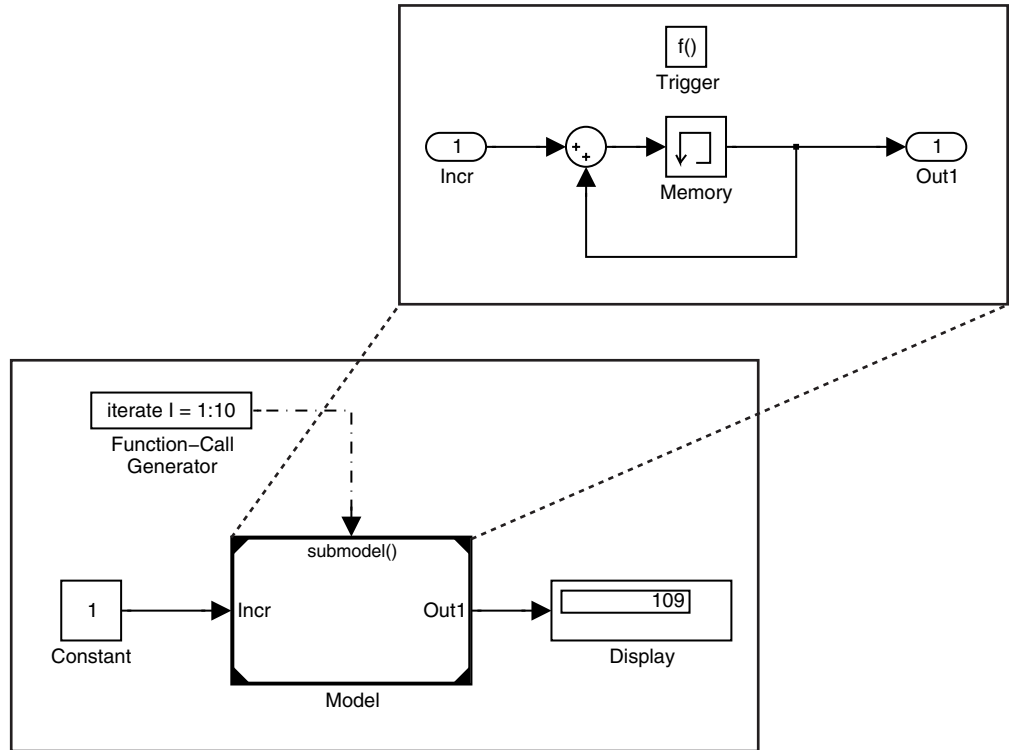 f()
Trigger
1
+
+
Incr
Memory
1
Out1
iterate I = 1:10
Function−Call
Generator
submodel()
1
Constant
Incr
Out1
109
Display
Model